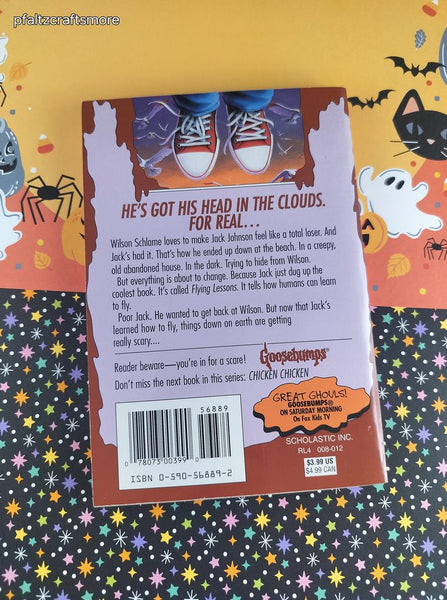 pfaltzcraftsmore
HE'S GOT HIS HEAD IN THE CLOUDS.
FOR REAL...
Wilson Schlame loves to make Jack Johnson feel like a total loser. And
Jack's had it. That's how he ended up down at the beach. In a creepy,
old abandoned house. In the dark. Trying to hide from Wilson.
But everything is about to change. Because Jack just dug up the
coolest book. It's called Flying Lessons. It tells how humans can learn
to fly.
Poor Jack. He wanted to get back at Wilson. But now that Jack's
learned how to fly, things down on earth are getting
really scary....
Reader beware—you're in for a scare! Goosebumps
Don't miss the next book in this series: CHICKEN CHICKEN
GREAT GHOULS!
GOOSEBUMPS®
ON SATURDAY MORNING
On Fox Kids TV
56889
0 78073 00399 0
ISBN 0-590-56889-2
SCHOLASTIC INC.
RL4 008-012
$3.99 US
$4.99 CAN